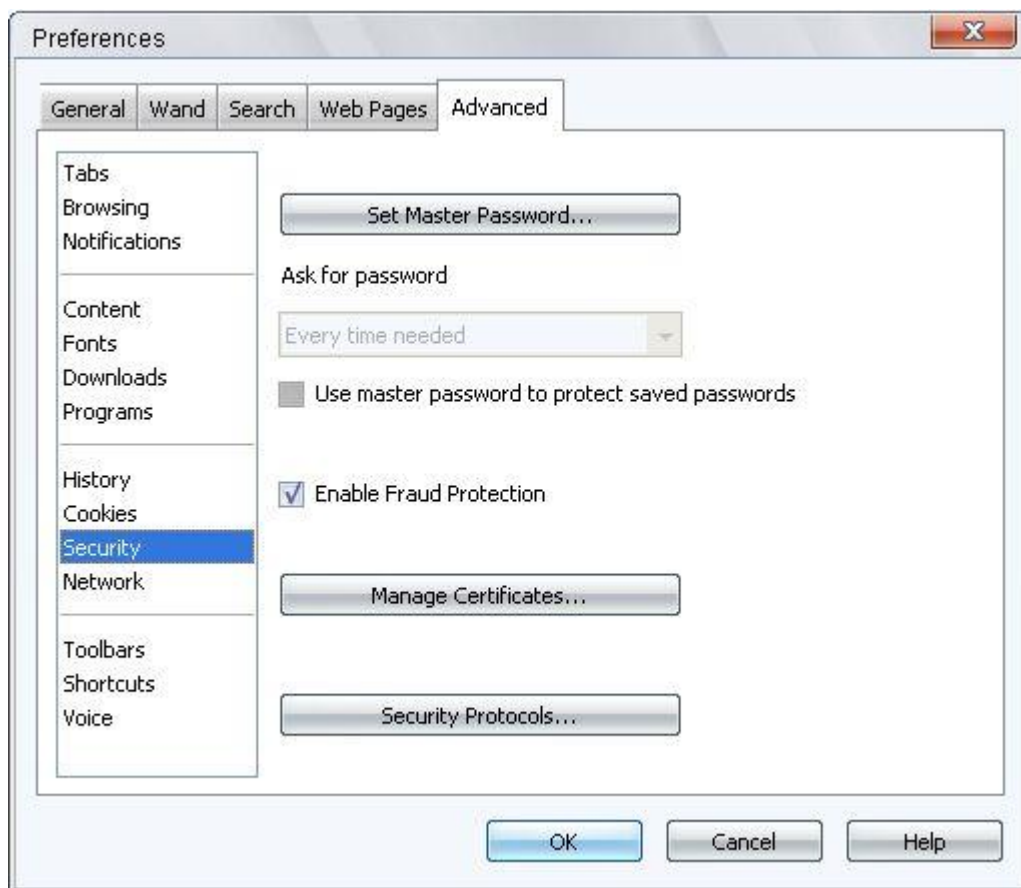 Preferences
General
Wand
Search
Web Pages
Advanced
Tabs
Browsing
Notifications
Content
Fonts
Downloads
Programs
History
Cookies
Security
Network
Toolbars
Shortcuts
Voice
Set Master Password...
Ask for password
Every time needed
Use master password to protect saved passwords
Enable Fraud Protection
Manage Certificates...
Security Protocols...
OK
Cancel
Help